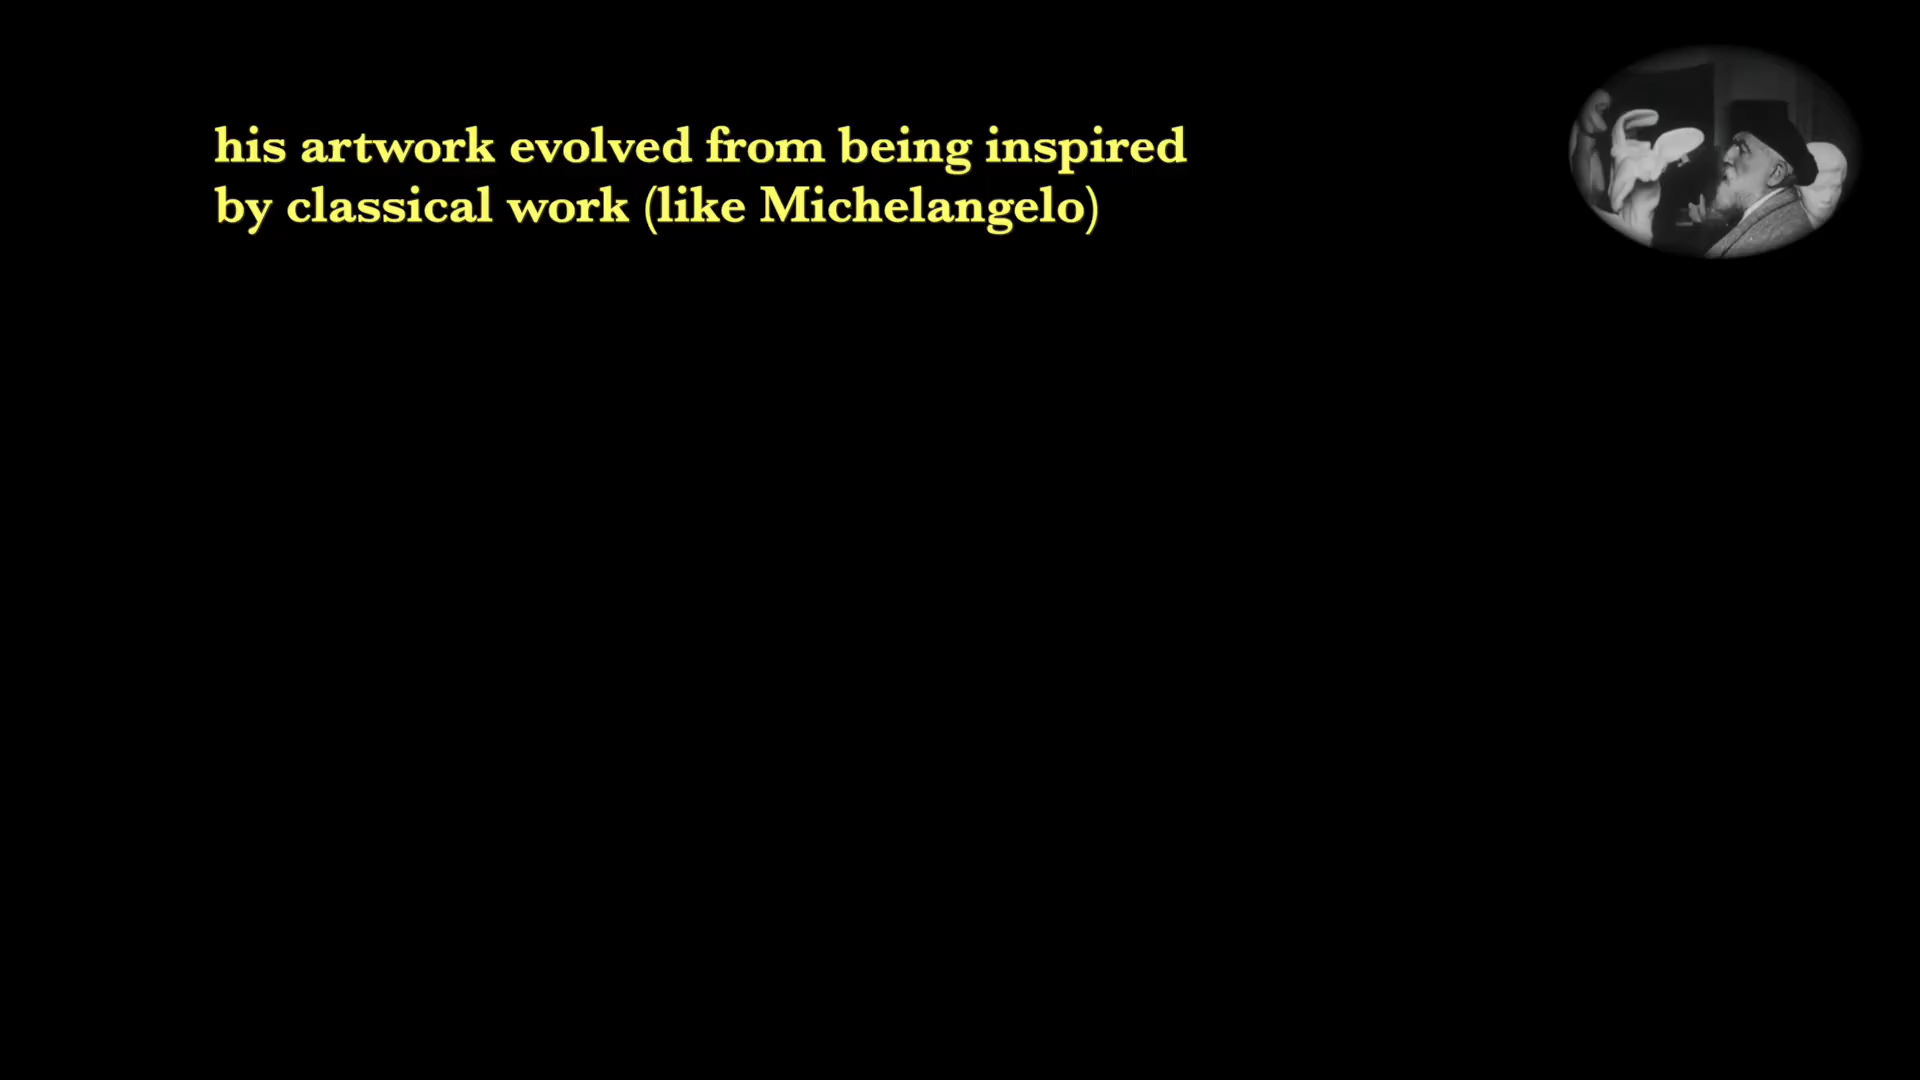 his artwork evolved from being inspired
by classical work (like Michelangelo)